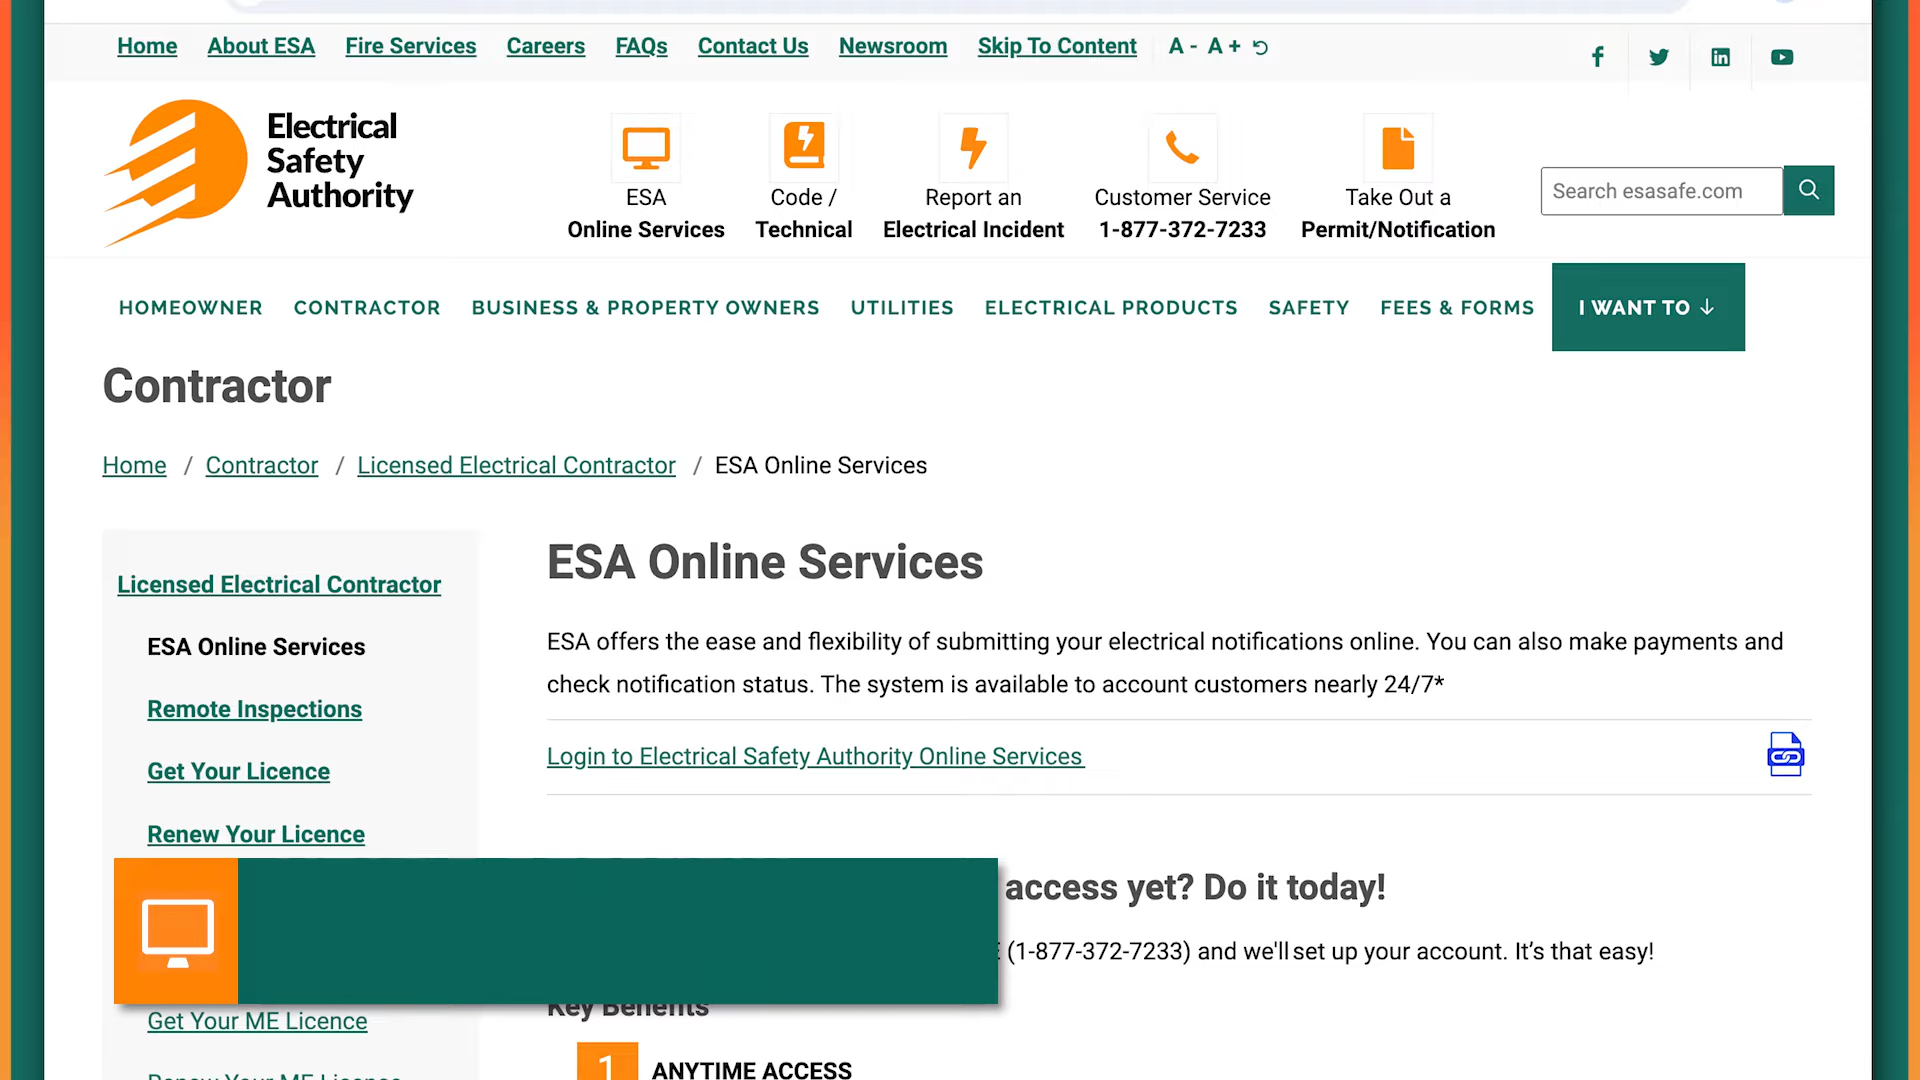 Home About ESA Fire Services Careers FAQs Contact Us Newsroom Skip To Content A - A +
Electrical
Safety
Authority
ESA
Online Services
Code /
Technical
Report an
Electrical Incident
Customer Service
1-877-372-7233
Take Out a
Permit/Notification
Search esasafe.com
HOMEOWNER CONTRACTOR BUSINESS & PROPERTY OWNERS UTILITIES ELECTRICAL PRODUCTS SAFETY FEES & FORMS I WANT TO ↓
Contractor
Home / Contractor / Licensed Electrical Contractor / ESA Online Services
Licensed Electrical Contractor
ESA Online Services
Remote Inspections
Get Your Licence
Renew Your Licence
Get Your ME Licence
Renew Your ME Licence
ESA Online Services
ESA offers the ease and flexibility of submitting your electrical notifications online. You can also make payments and
check notification status. The system is available to account customers nearly 24/7*
Login to Electrical Safety Authority Online Services
access yet? Do it today!
(1-877-372-7233) and we'll set up your account. It’s that easy!
Key Benefits
1 ANYTIME ACCESS